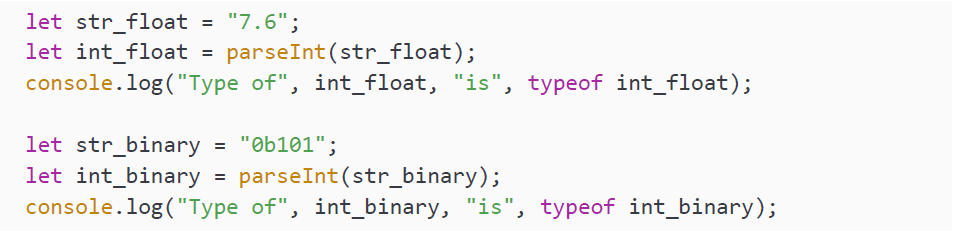 let str_float = "7.6";
let int_float = parseInt(str_float);
console.log("Type of", int_float, "is", typeof int_float);
let str_binary = "0b101";
let int_binary = parseInt(str_binary);
console.log("Type of", int_binary, "is", typeof int_binary);